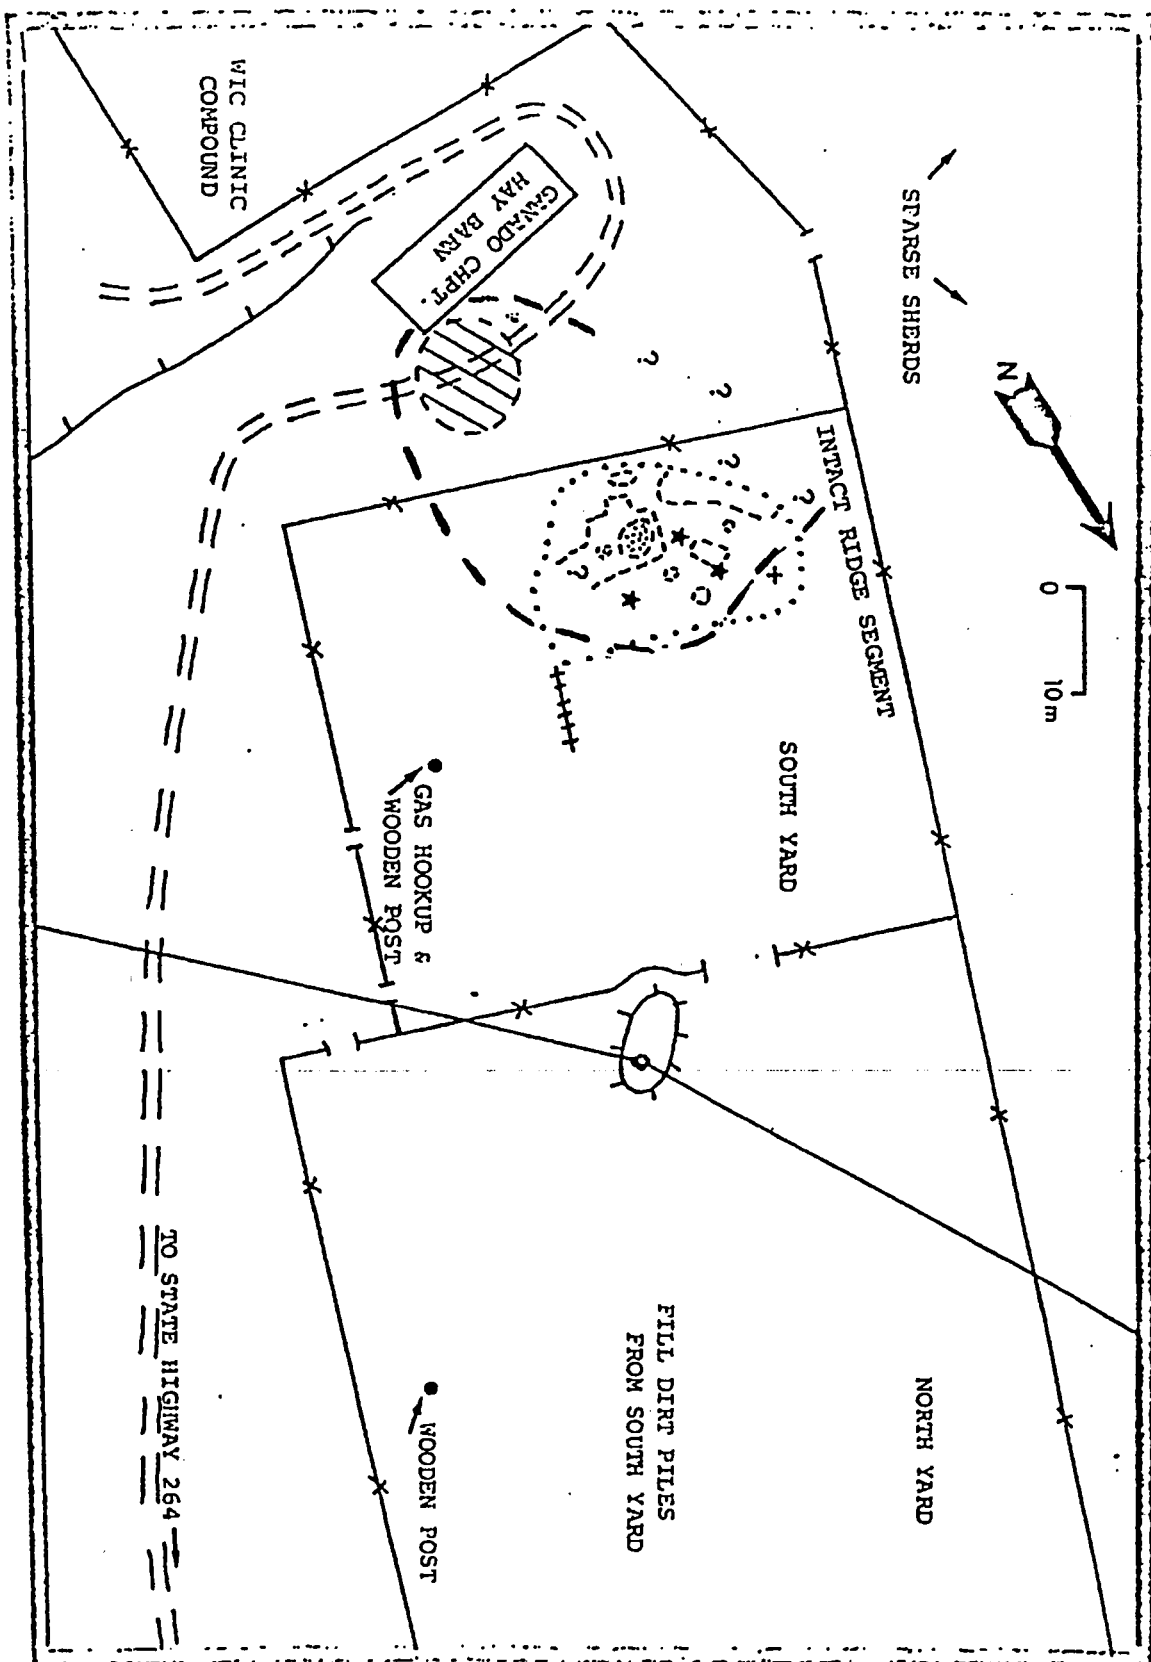 WIC CLINIC
COMPOUND
GANADO CHPT.
HAY BARN
SPARSE SHERDS
N
0
10m
INTACT RIDGE SEGMENT
?
?
?
?
?
SOUTH YARD
GAS HOOKUP &
WOODEN POST
NORTH YARD
FILL DIRT PILES
FROM SOUTH YARD
WOODEN POST
TO STATE HIGHWAY 264